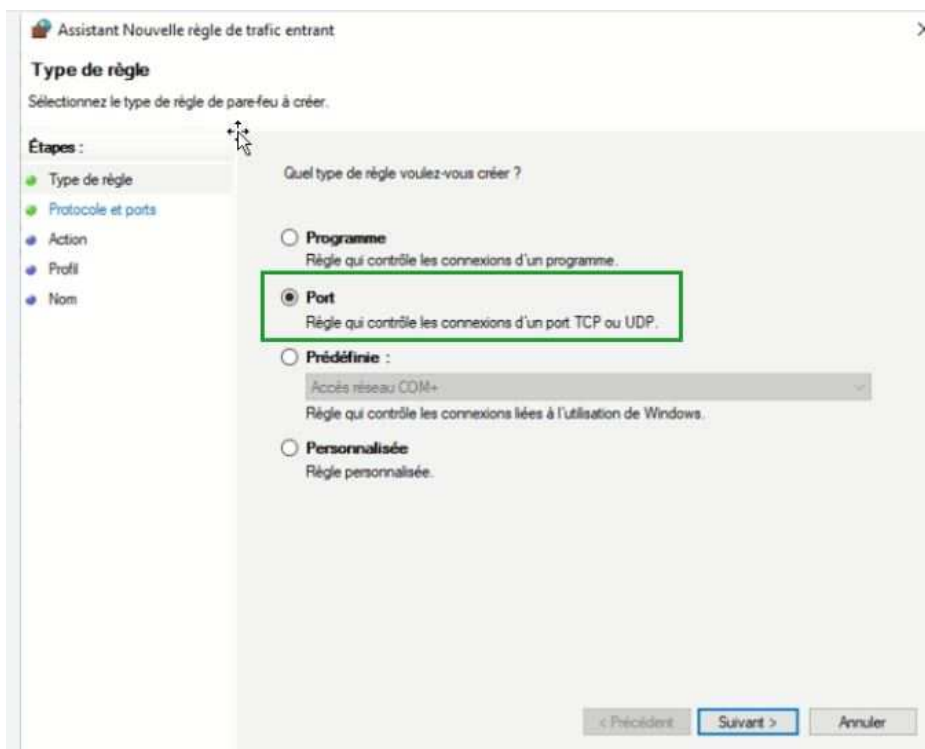 Assistant Nouvelle règle de trafic entrant
Type de règle
Sélectionnez le type de règle de pare-feu à créer.
Étapes :
Type de règle
Protocole et ports
Action
Profil
Nom
Quel type de règle voulez-vous créer ?
Programme
Règle qui contrôle les connexions d'un programme.
Port
Règle qui contrôle les connexions d'un port TCP ou UDP.
Prédéfinie :
Accès réseau COM+
Règle qui contrôle les connexions liées à l'utilisation de Windows.
Personnalisée
Règle personnalisée.
< Précédent Suivant > Annuler